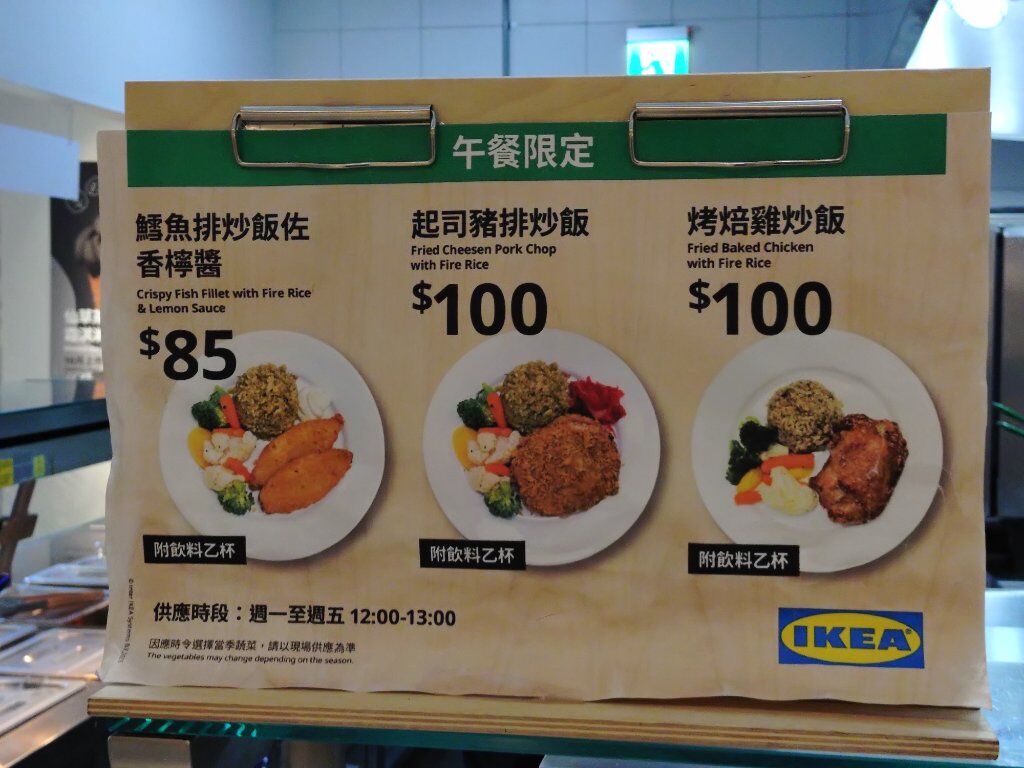 午餐限定
鱈魚排炒飯佐
香檸醬
Crispy Fish Fillet with Fire Rice
& Lemon Sauce
$85
附飲料乙杯
起司豬排炒飯
Fried Cheesen Pork Chop
with Fire Rice
$100
附飲料乙杯
烤焙雞炒飯
Fried Baked Chicken
with Fire Rice
$100
附飲料乙杯
供應時段：週一至週五 12:00-13:00
因應時令選擇當季蔬菜，請以現場供應為準
The vegetables may change depending on the season.
IKEA